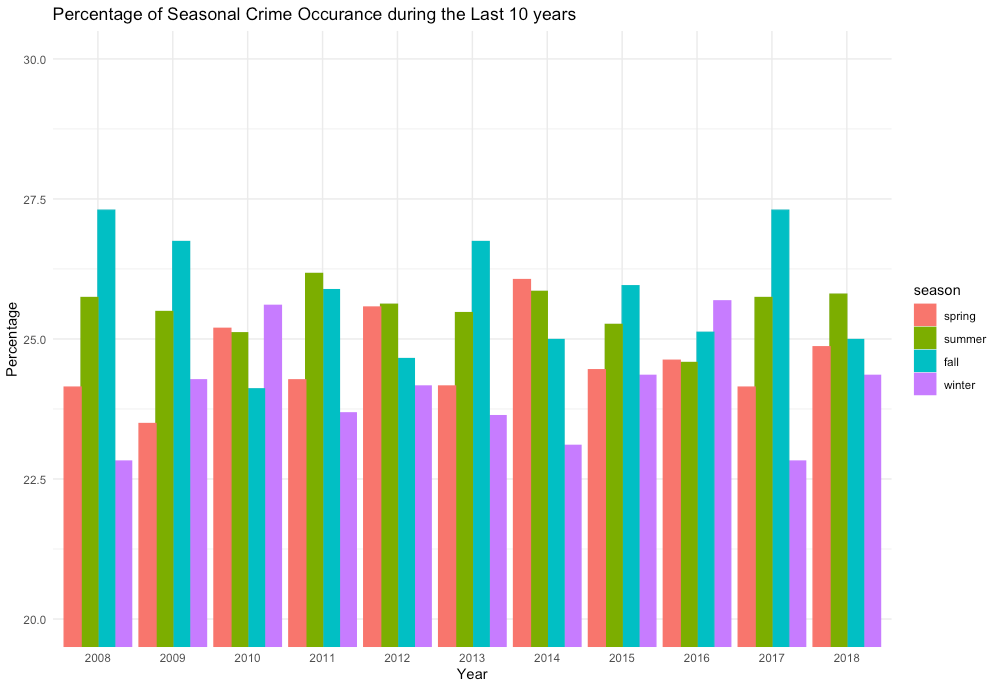 Percentage of Seasonal Crime Occurance during the Last 10 years
30.0
27.5
25.0
22.5
20.0
Percentage
2008 2009 2010 2011 2012 2013 2014 2015 2016 2017 2018
Year
season
spring
summer
fall
winter